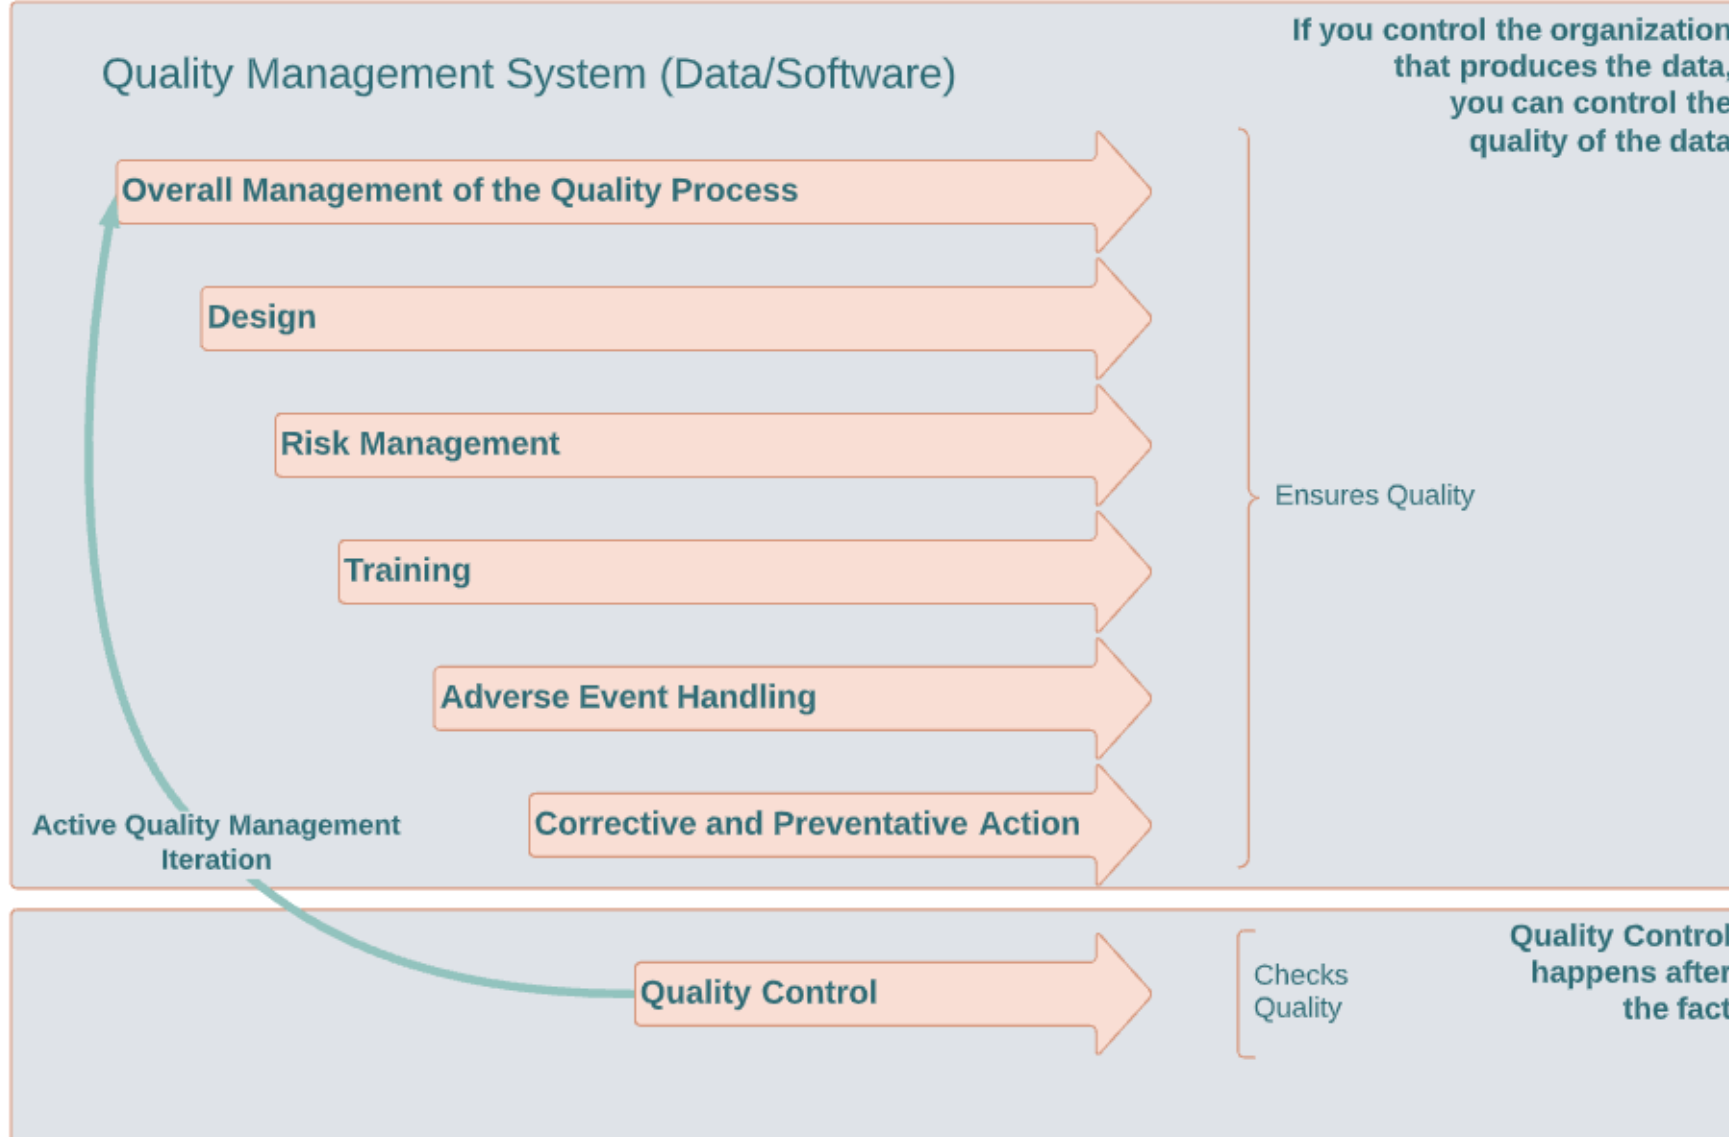 If you control the organization
that produces the data,
you can control the
quality of the data
Quality Management System (Data/Software)
Overall Management of the Quality Process
Design
Risk Management
Ensures Quality
Training
Adverse Event Handling
Corrective and Preventative Action
Active Quality Management
Iteration
Quality Control
Checks
Quality
Quality Control
happens after
the fact